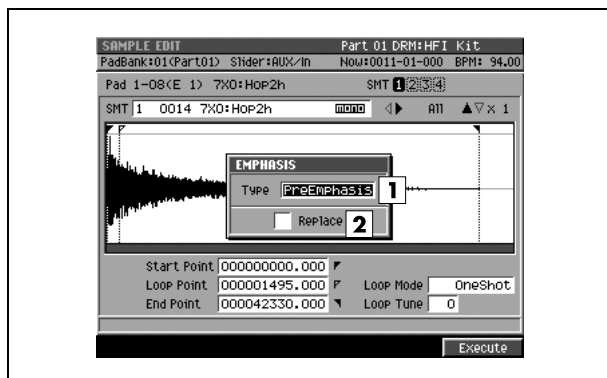 SAMPLE EDIT Part 01 DRM:HFI Kit
PadBank:01(Part01) Slider:AUX/In Now:0011-01-000 BPM: 94.00
Pad 1-08(E 1) 7X0:Hop2h SMT 1 2 3 4
SMT 1 0014 7X0:Hop2h MONO All x 1
EMPHASIS
Type PreEmphasis 1
Replace 2
Start Point 000000000.000
Loop Point 000001495.000 Loop Mode OneShot
End Point 000042330.000 Loop Tune 0
Execute